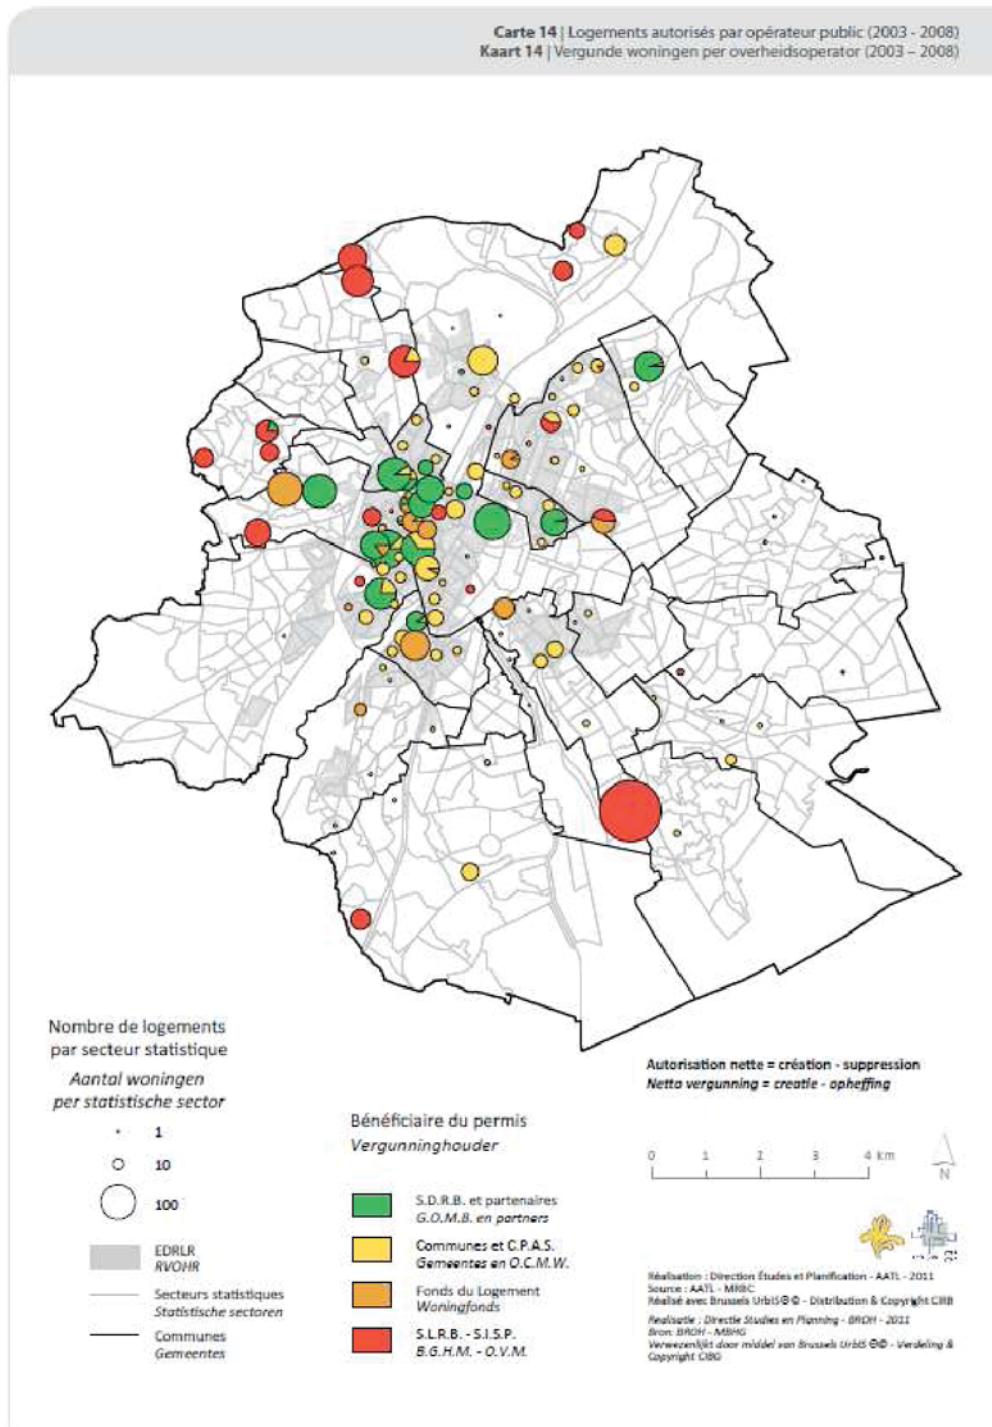 Carte 14 | Logements autorisés par opérateur public (2003 - 2008)
Kaart 14 | Vergunde woningen per overheidsoperator (2003 – 2008)
Nombre de logements
par secteur statistique
Aantal woningen
per statistische sector
1
10
100
EDRLR
RVOHR
Secteurs statistiques
Statistische sectoren
Communes
Gemeentes
Bénéficiaire du permis
Vergunninghouder
S.D.R.B. et partenaires
G.O.M.B. en partners
Communes et C.P.A.S.
Gemeentes en O.C.M.W.
Fonds du Logement
Woningfonds
S.L.R.B. - S.I.S.P.
B.G.H.M. - O.V.M.
Autorisation nette = création - suppression
Netto vergunning = creatie - opheffing
0 1 2 3 4 km
N
Réalisation : Direction Études et Planification - AATL - 2011
Source : AATL - MRBC
Réalisé avec Brussels UrbIS®© - Distribution & Copyright CIRB
Realisatie : Directie Studies en Planning - BROH - 2011
Bron: BROH - MBHG
Verwezenlijkt door middel van Brussels UrbIS ®© - Verdeling &
Copyright CIBG